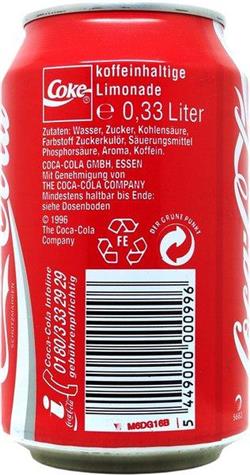 Coke
koffeinhaltige
Limonade
e 0,33 Liter
Zutaten: Wasser, Zucker, Kohlensäure,
Farbstoff Zuckerkulör, Säuerungsmittel
Phosphorsäure, Aroma, Koffein.
COCA-COLA GMBH, ESSEN
Mit Genehmigung von
THE COCA-COLA COMPANY
Mindestens haltbar bis Ende:
siehe Dosenboden
© 1996
The Coca-Cola
Company
FE
DER GRÜNE PUNKT
Coca-Cola Infoline
0180/3 33 29 29
gebührenpflichtig
5 449000 000996
M6DG16B
SCHUTZMARKEN